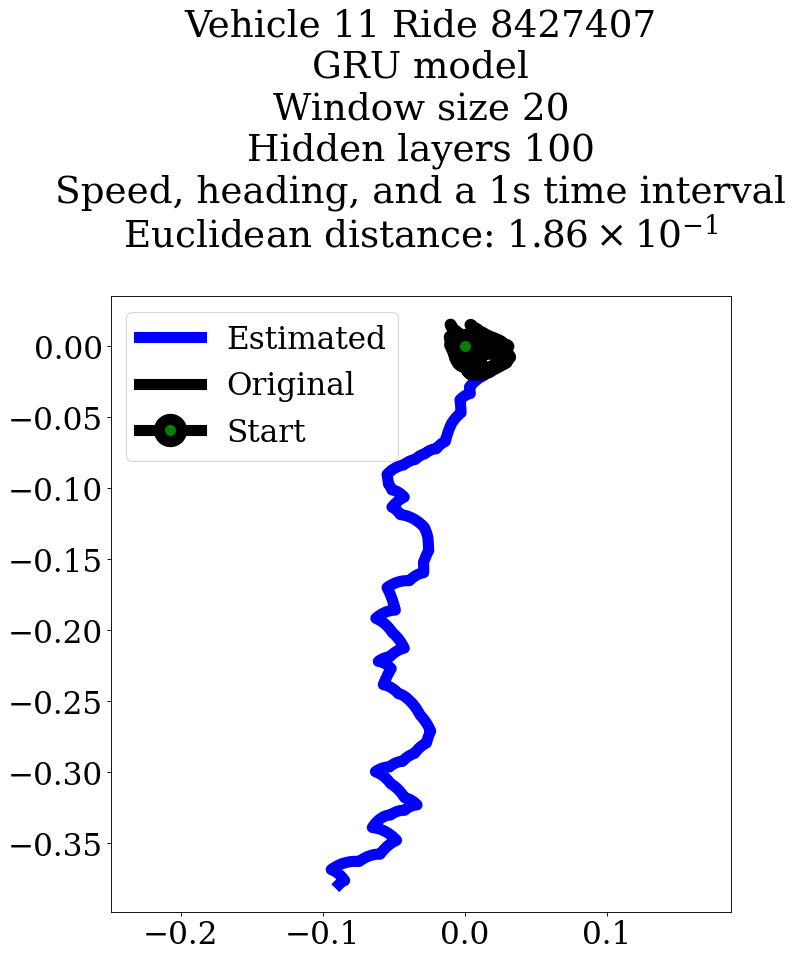 Vehicle 11 Ride 8427407
GRU model
Window size 20
Hidden layers 100
Speed, heading, and a 1s time interval
Euclidean distance: 1.86 × 10⁻¹
Estimated
Original
Start
0.00
−0.05
−0.10
−0.15
−0.20
−0.25
−0.30
−0.35
−0.2 −0.1 0.0 0.1